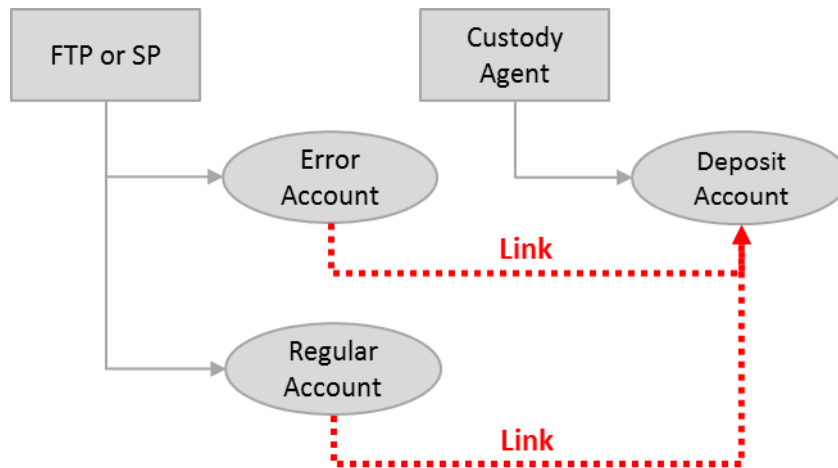 FTP or SP
Custody
Agent
Error
Account
Deposit
Account
Link
Regular
Account
Link